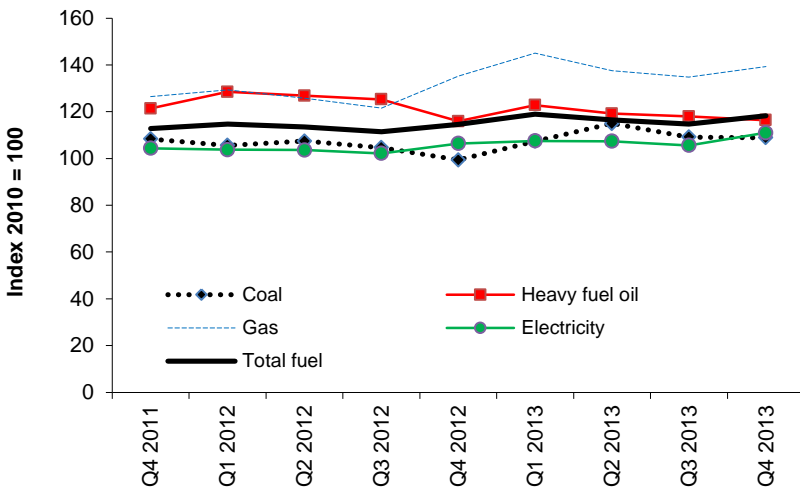 160
140
120
100
80
60
40
20
0
Index 2010 = 100
Coal
Heavy fuel oil
Gas
Electricity
Total fuel
Q4 2011
Q1 2012
Q2 2012
Q3 2012
Q4 2012
Q1 2013
Q2 2013
Q3 2013
Q4 2013